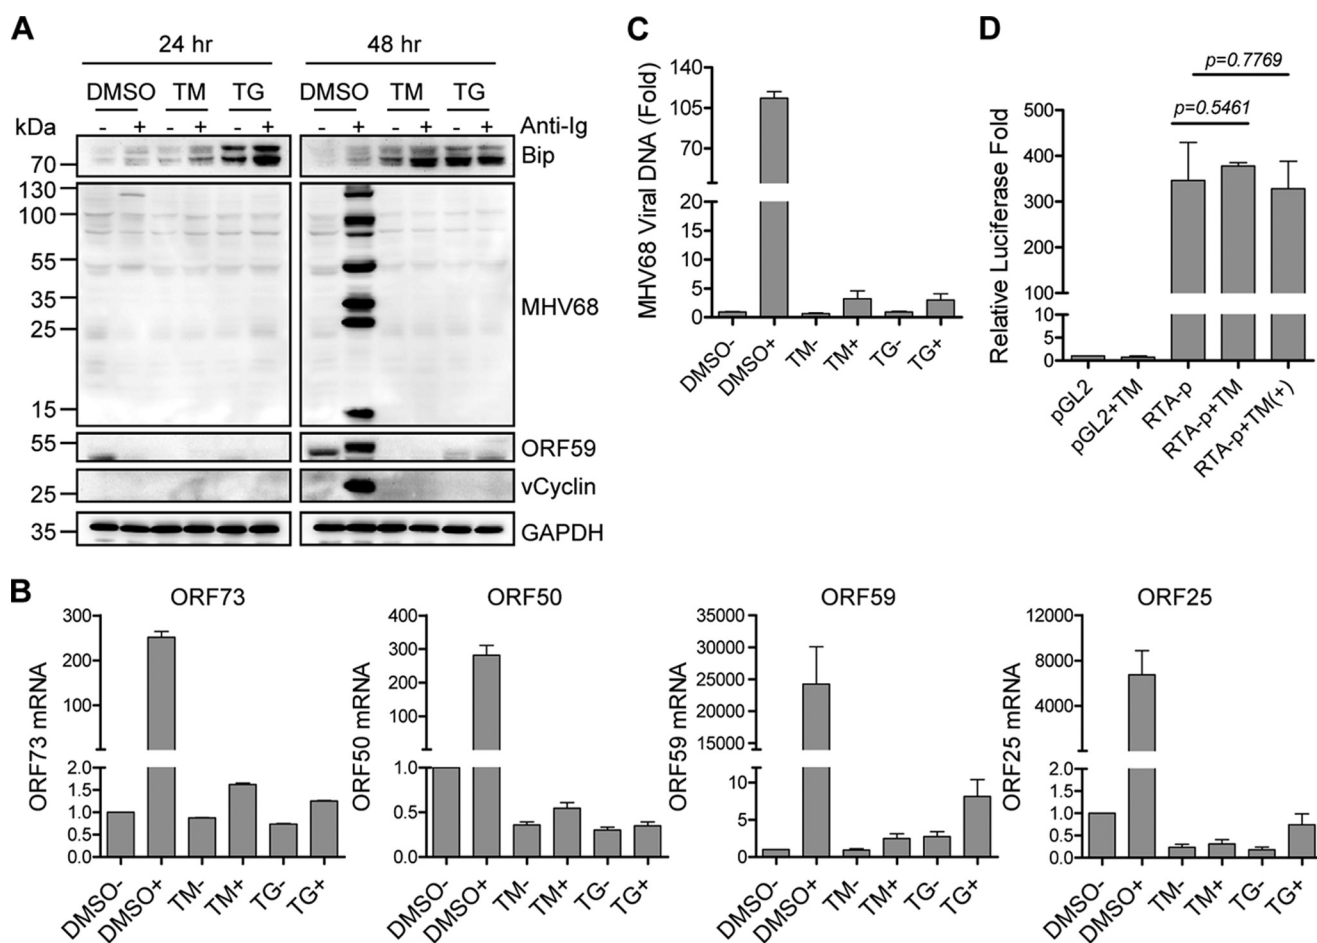 A
24 hr
48 hr
DMSO TM TG DMSO TM TG
kDa - + - + - + - + - + - + Anti-Ig
70 Bip
130
100
55
35
25
15
MHV68
55 ORF59
25 vCyclin
35 GAPDH
C
MHV68 Viral DNA (Fold)
140
105
70
20
15
10
5
0
DMSO- DMSO+ TM- TM+ TG- TG+
D
p=0.7769
p=0.5461
Relative Luciferase Fold
500
400
300
200
100
10
5
0
pGL2 pGL2+TM RTA-p RTA-p+TM RTA-p+TM(+)
B
ORF73
ORF73 mRNA
300
200
100
2.0
1.5
1.0
0.5
0.0
DMSO- DMSO+ TM- TM+ TG- TG+
ORF50
ORF50 mRNA
400
300
200
100
1.0
0.5
0.0
DMSO- DMSO+ TM- TM+ TG- TG+
ORF59
ORF59 mRNA
35000
30000
25000
20000
15000
10
5
0
DMSO- DMSO+ TM- TM+ TG- TG+
ORF25
ORF25 mRNA
12000
8000
4000
2.0
1.5
1.0
0.5
0.0
DMSO- DMSO+ TM- TM+ TG- TG+